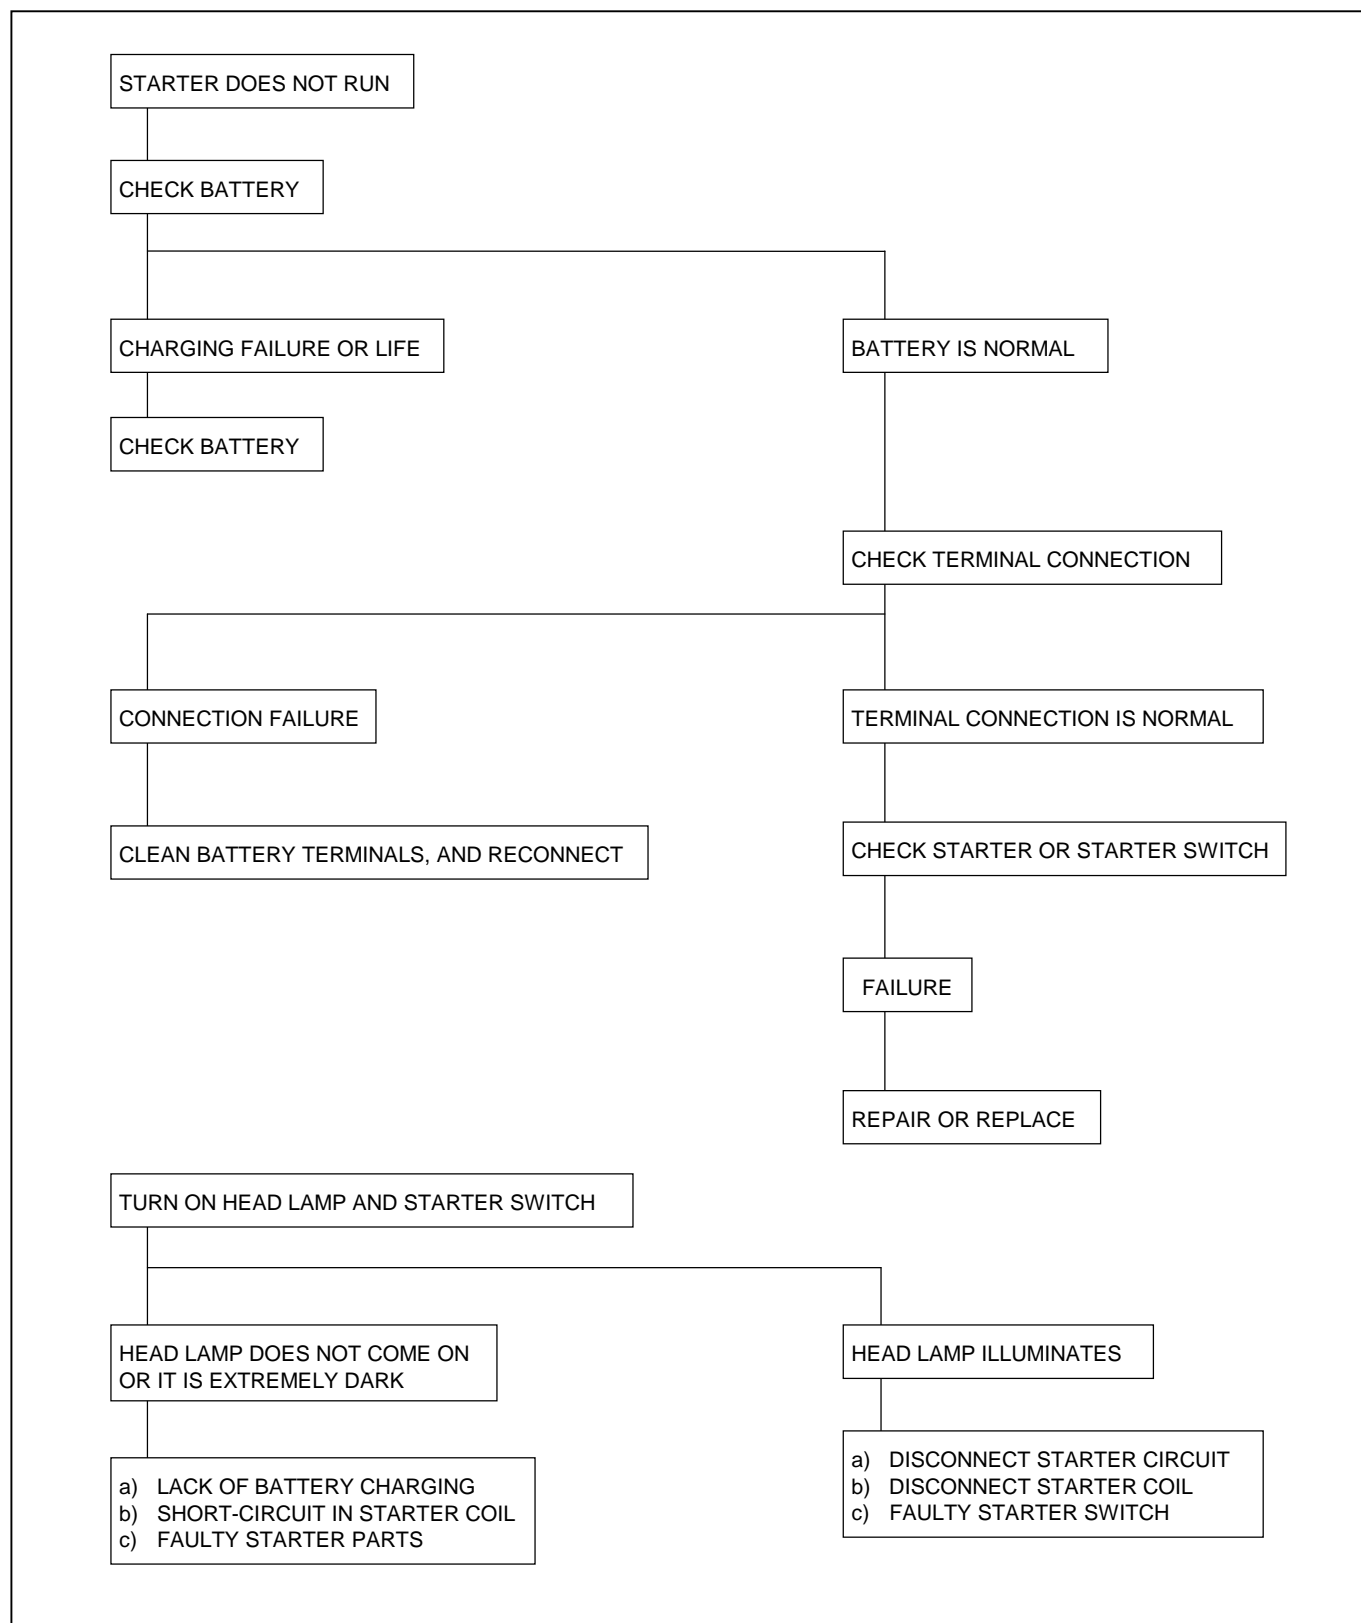 STARTER DOES NOT RUN
CHECK BATTERY
CHARGING FAILURE OR LIFE
BATTERY IS NORMAL
CHECK BATTERY
CHECK TERMINAL CONNECTION
CONNECTION FAILURE
TERMINAL CONNECTION IS NORMAL
CLEAN BATTERY TERMINALS, AND RECONNECT
CHECK STARTER OR STARTER SWITCH
FAILURE
REPAIR OR REPLACE
TURN ON HEAD LAMP AND STARTER SWITCH
HEAD LAMP DOES NOT COME ON
OR IT IS EXTREMELY DARK
HEAD LAMP ILLUMINATES
a) LACK OF BATTERY CHARGING
b) SHORT-CIRCUIT IN STARTER COIL
c) FAULTY STARTER PARTS
a) DISCONNECT STARTER CIRCUIT
b) DISCONNECT STARTER COIL
c) FAULTY STARTER SWITCH